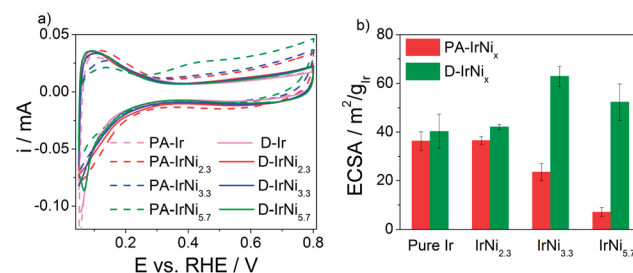 a)
0.05
0.00
-0.05
-0.10
i / mA
PA-Ir
D-Ir
PA-IrNi2.3
D-IrNi2.3
PA-IrNi3.3
D-IrNi3.3
PA-IrNi5.7
D-IrNi5.7
0.2 0.4 0.6 0.8
E vs. RHE / V
b)
80
60
40
20
0
ECSA / m²/gIr
PA-IrNix
D-IrNix
Pure Ir IrNi2.3 IrNi3.3 IrNi5.7